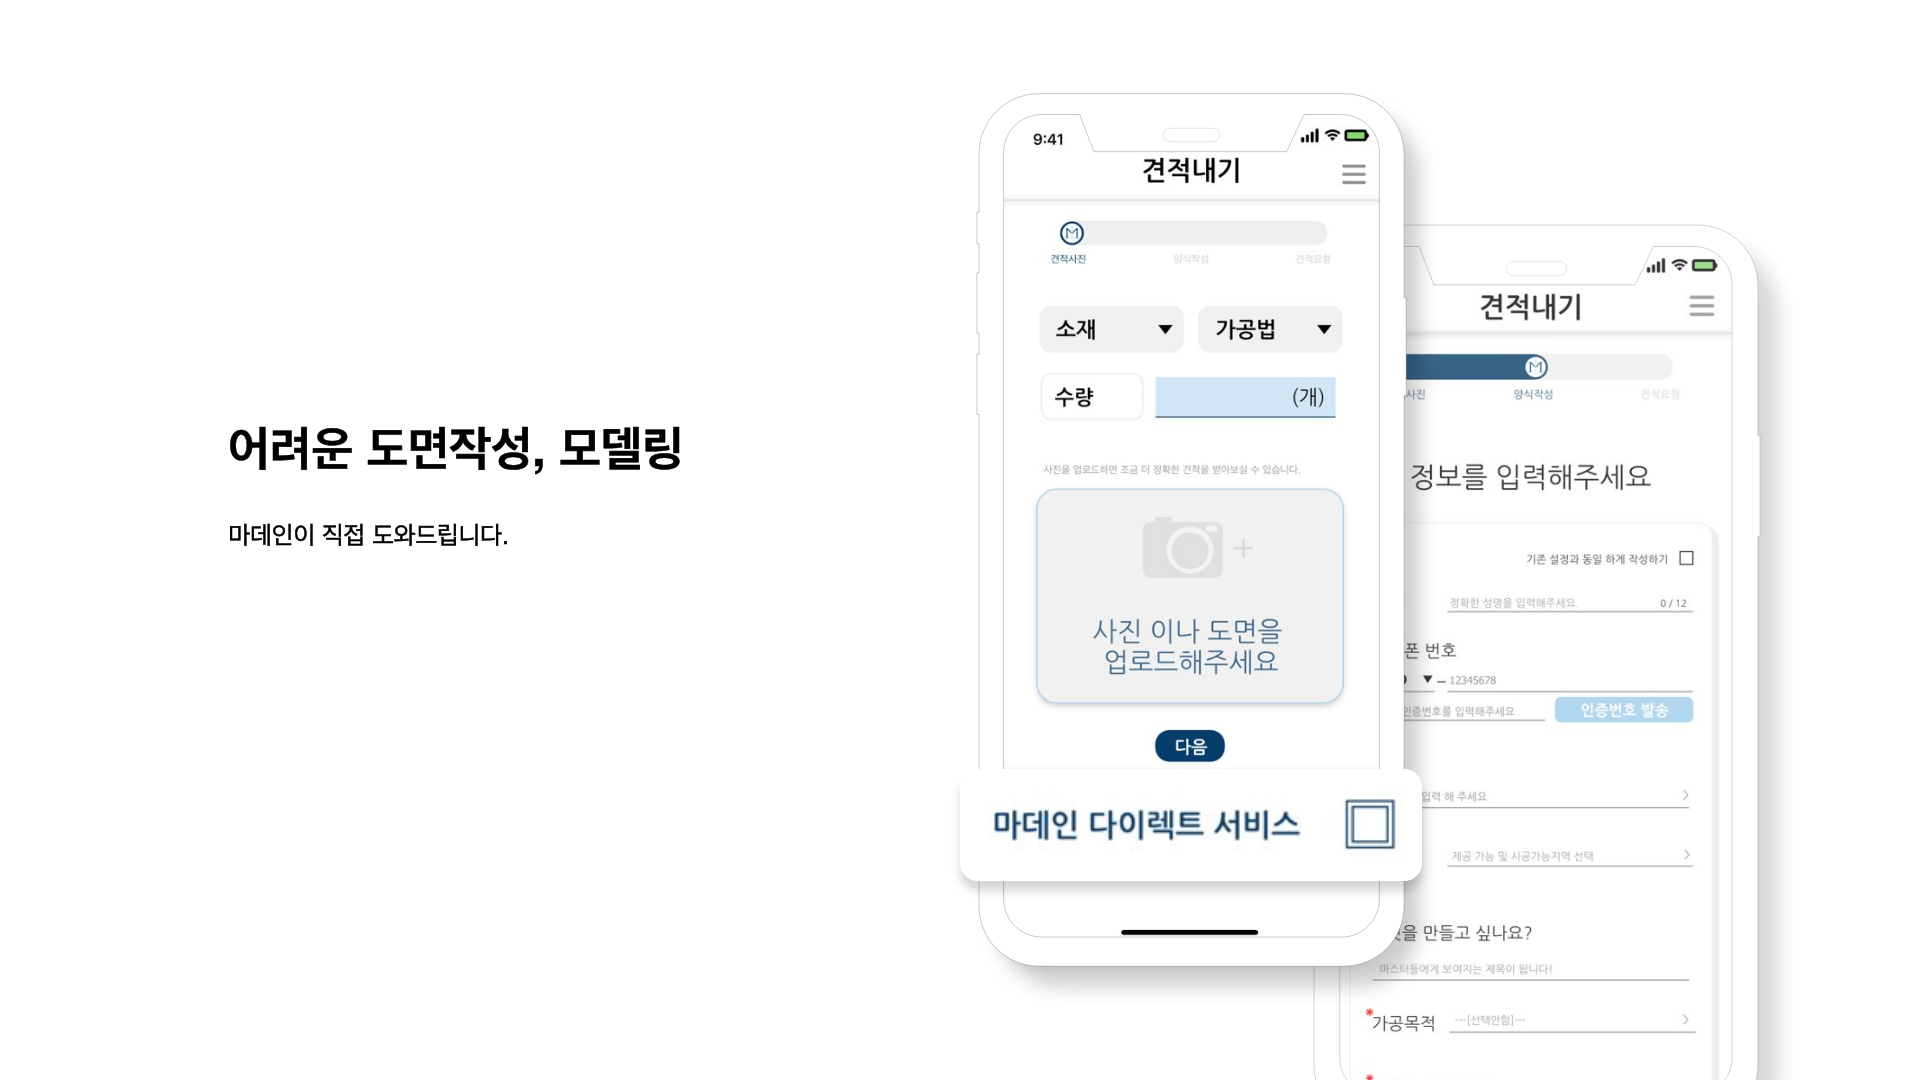 어려운 도면작성, 모델링
마데인이 직접 도와드립니다.
9:41
견적내기
견적사진
양식작성
견적요청
소재
가공법
수량
(개)
사진을 업로드하면 조금 더 정확한 견적을 받아보실 수 있습니다.
사진 이나 도면을
업로드해주세요
다음
마데인 다이렉트 서비스
견적내기
사진
양식작성
견적요청
정보를 입력해주세요
기존 설정과 동일 하게 작성하기
정확한 성명을 입력해주세요.
0 / 12
폰 번호
– 12345678
인증번호를 입력해주세요
인증번호 발송
입력 해 주세요
제공 가능 및 시공가능지역 선택
을 만들고 싶나요?
마스터들에게 보여지는 제목이 됩니다!
*가공목적
---[선택안함]---
*